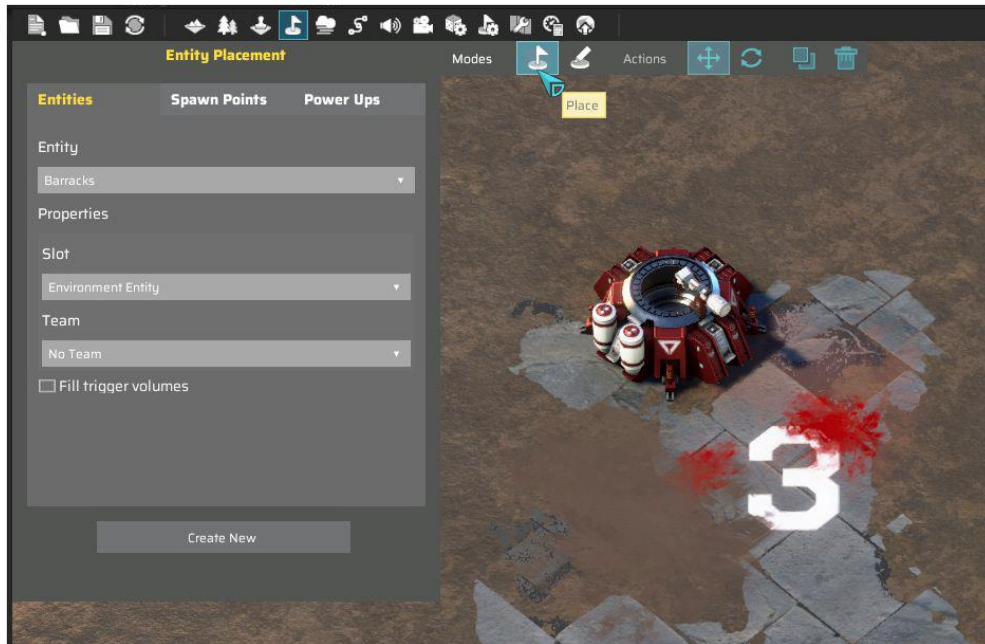 Entity Placement
Modes
Actions
Place
Entities Spawn Points Power Ups
Entity
Barracks
Properties
Slot
Environment Entity
Team
No Team
Fill trigger volumes
Create New
3